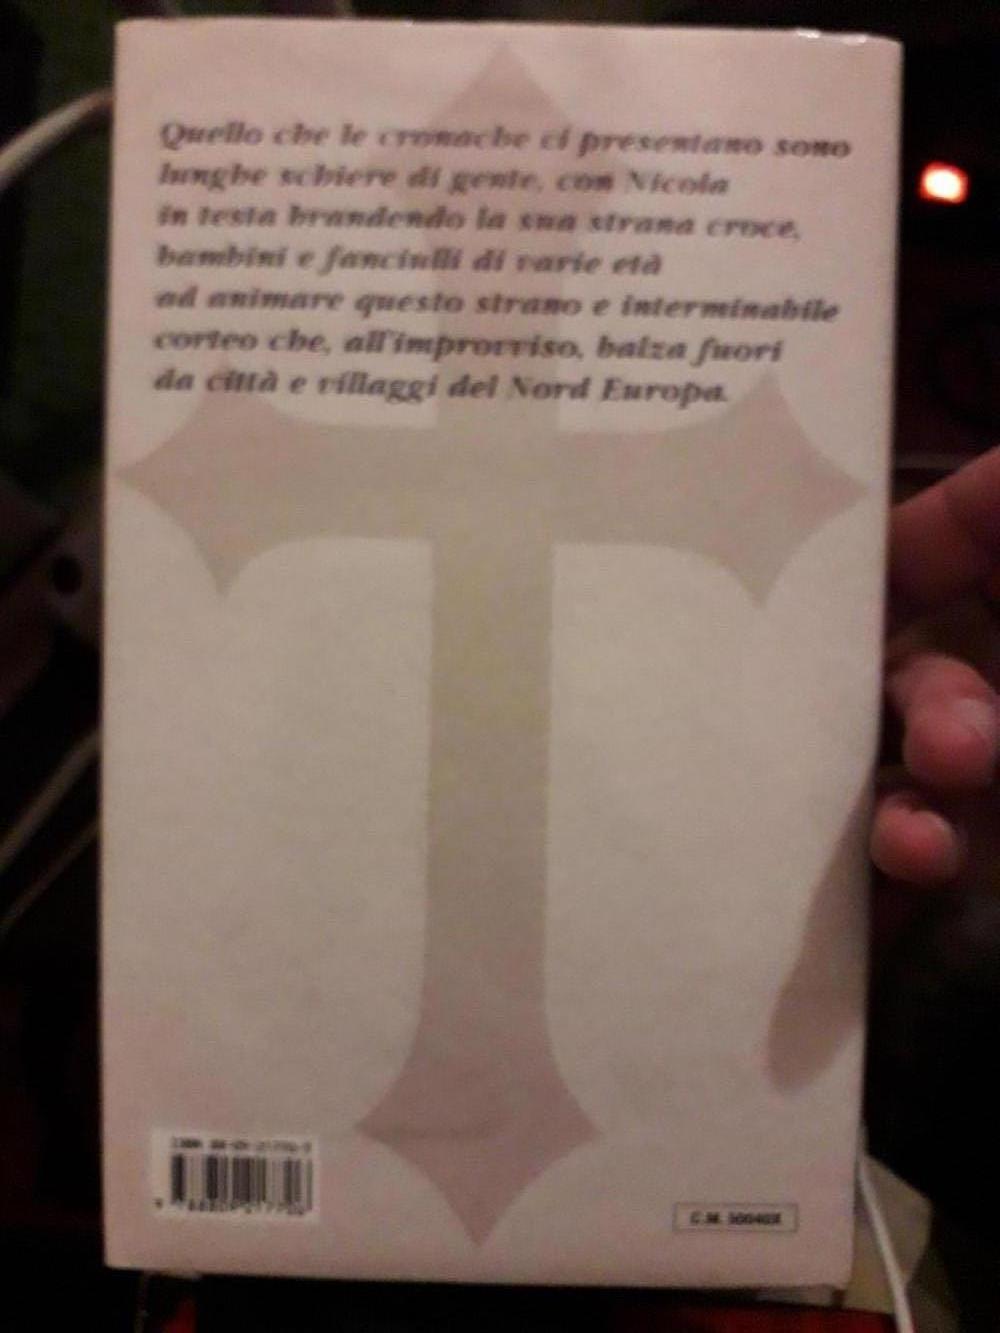 Quello che le cronache ci presentano sono
lunghe schiere di gente, con Nicola
in testa brandendo la sua strana croce,
bambini e fanciulli di varie età
ad animare questo strano e interminabile
corteo che, all'improvviso, balza fuori
da città e villaggi del Nord Europa.
ISBN
C.M.